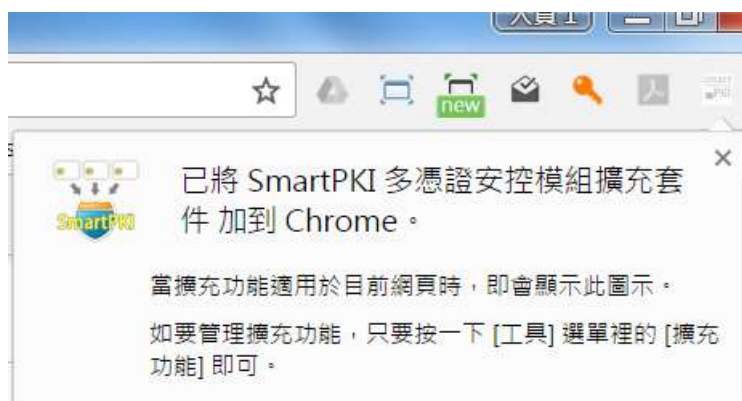 人員 1
new
SmartPKI
已將 SmartPKI 多憑證安控模組擴充套
件 加到 Chrome。
當擴充功能適用於目前網頁時，即會顯示此圖示。
如要管理擴充功能，只要按一下 [工具] 選單裡的 [擴充
功能] 即可。